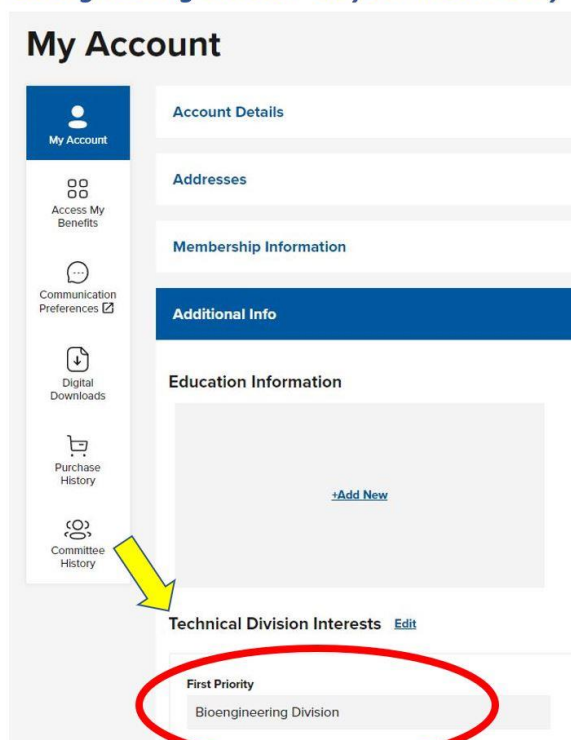 My Account
My Account
Account Details
Access My
Benefits
Addresses
Membership Information
Communication
Preferences
Additional Info
Digital
Downloads
Education Information
Purchase
History
+Add New
Committee
History
Technical Division Interests Edit
First Priority
Bioengineering Division